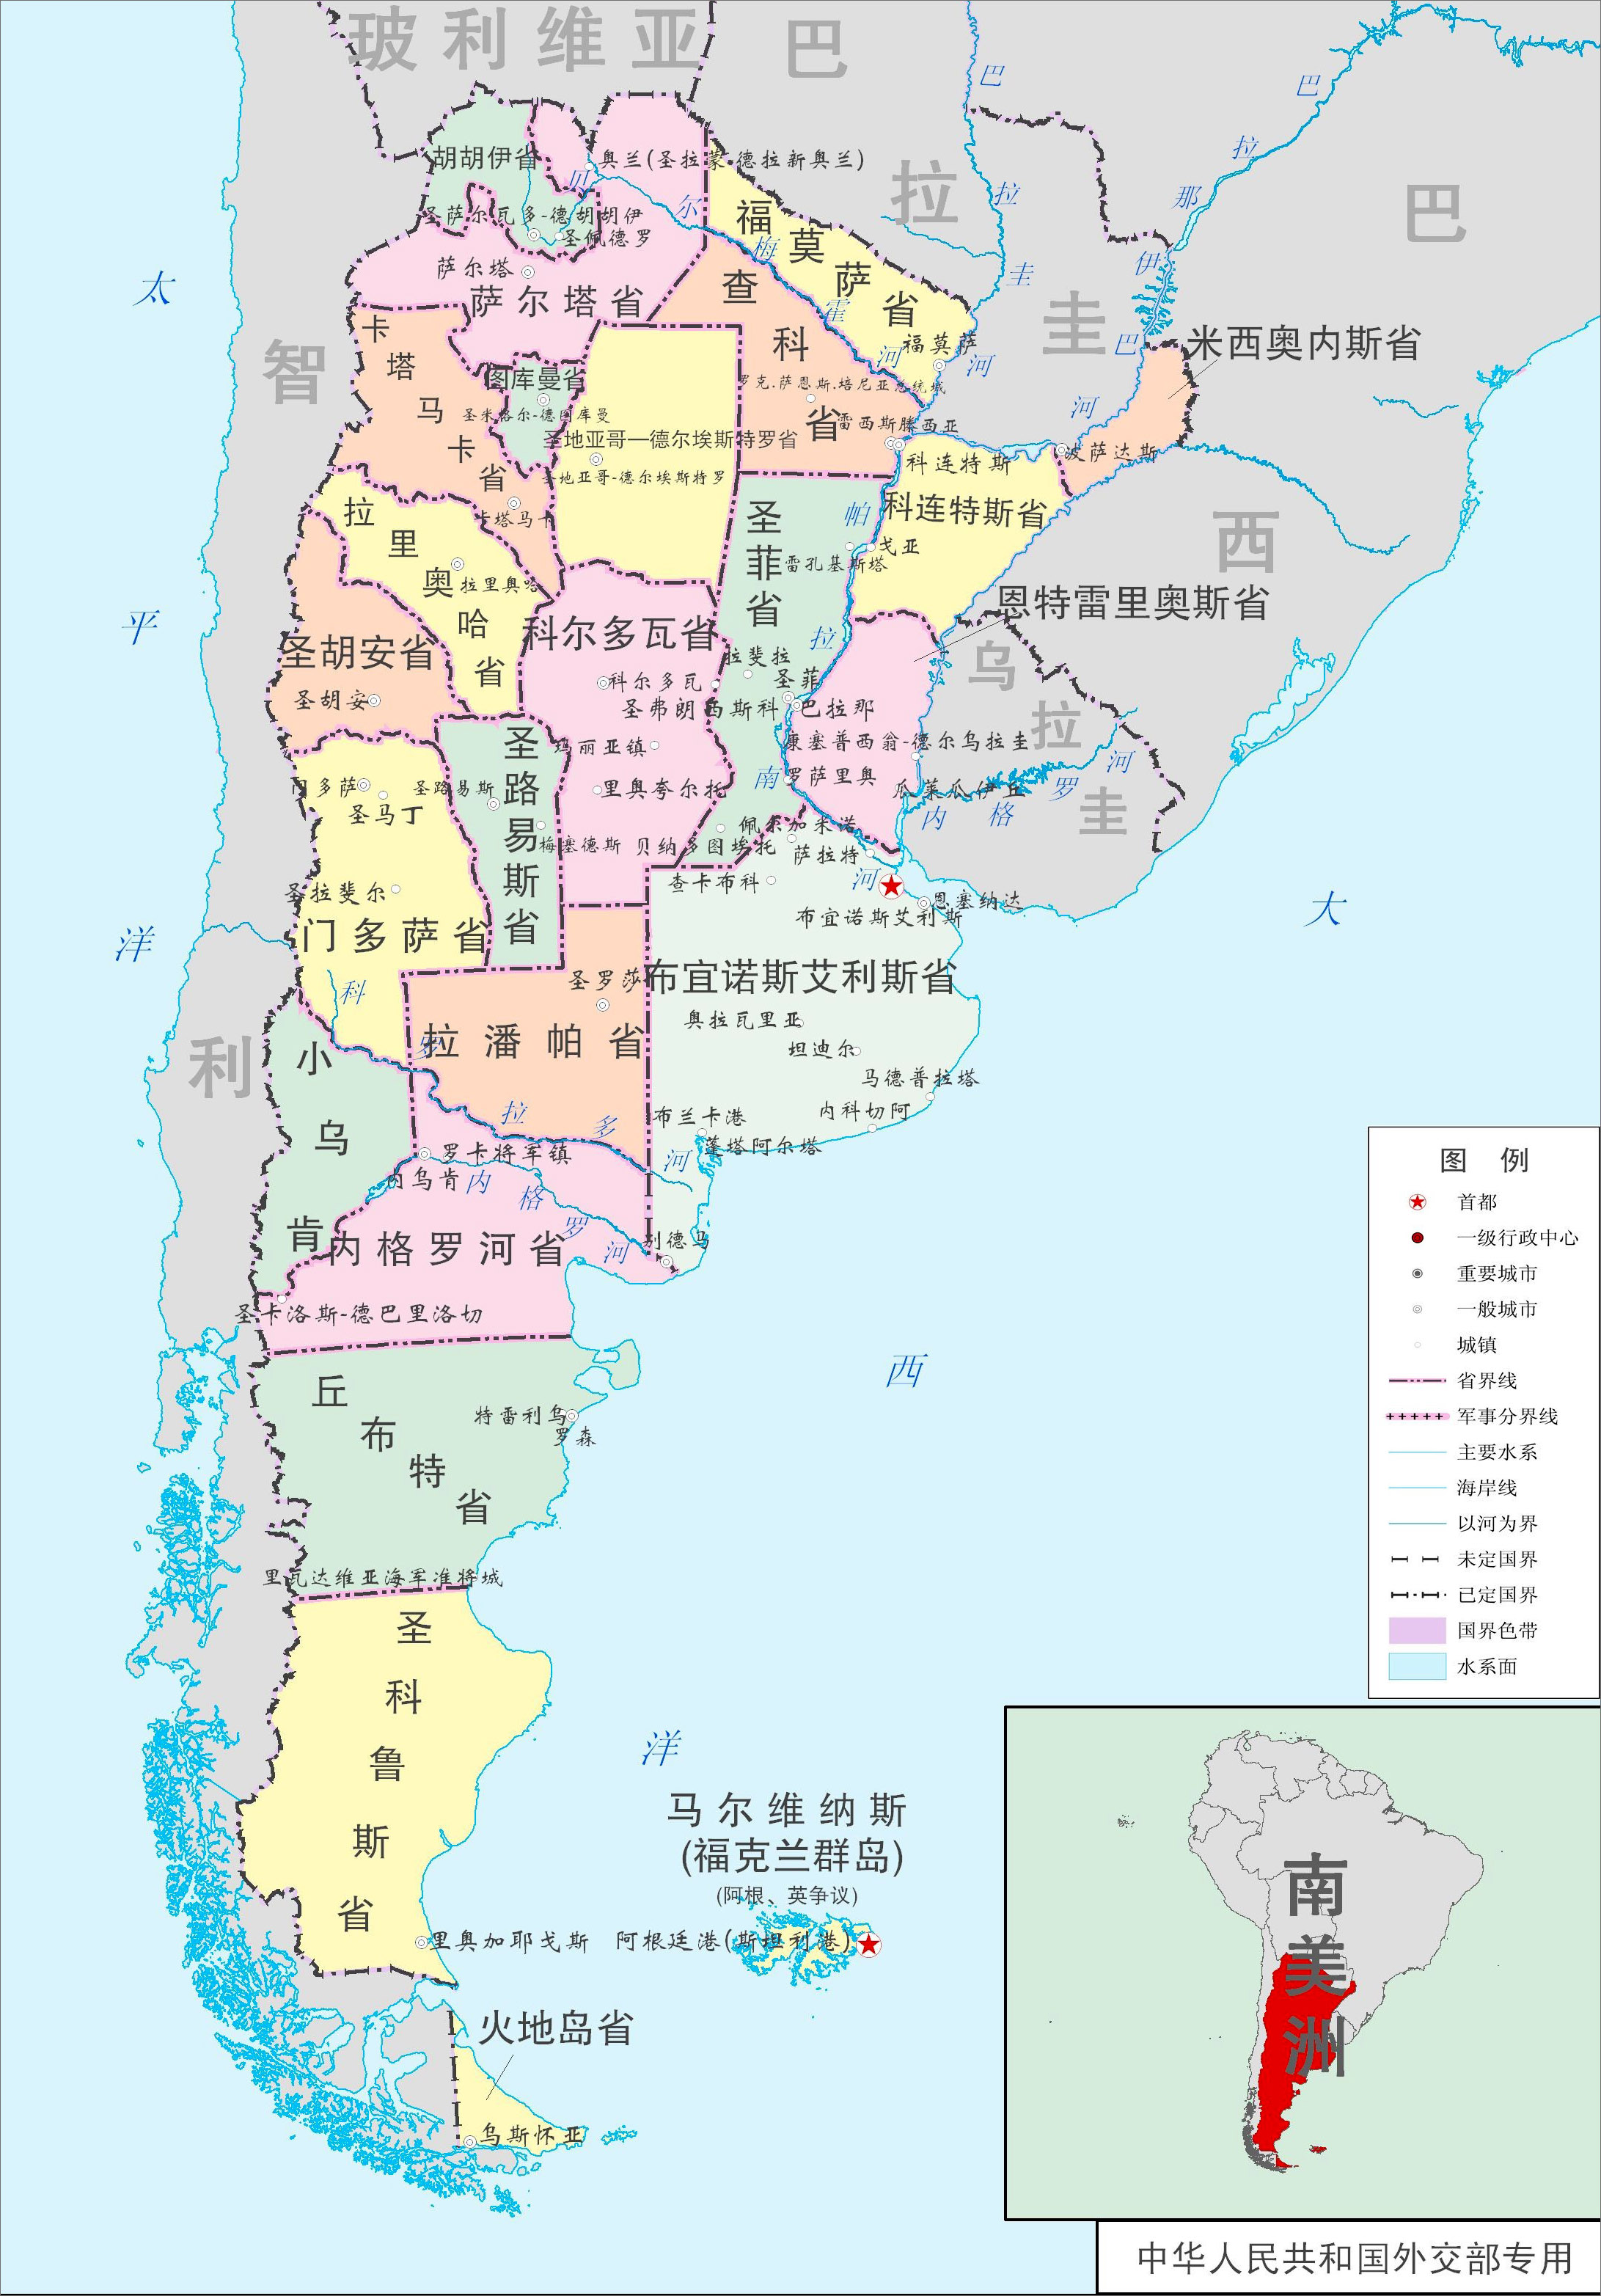 玻利维亚
巴拉圭
巴西
智利
乌拉圭
太平洋
大西洋
巴拉圭河
巴拉那河
伊
巴
贝尔梅霍河
帕拉南河
内格罗河
科罗拉多河
内格罗河
胡胡伊省
奥兰(圣拉蒙-德拉新奥兰)
圣萨尔瓦多-德胡胡伊
圣佩德罗
萨尔塔
萨尔塔省
福莫萨省
福莫萨
查科省
罗克.萨恩斯.培尼亚总统城
雷西斯滕西亚
米西奥内斯省
波萨达斯
科连特斯
科连特斯省
戈亚
卡塔马卡省
卡塔马卡
图库曼省
圣米格尔-德图库曼
圣地亚哥—德尔埃斯特罗省
圣地亚哥-德尔埃斯特罗
拉里奥哈省
拉里奥哈
圣菲省
雷孔基斯塔
拉斐拉
圣菲
罗萨里奥
恩特雷里奥斯省
巴拉那
康塞普西翁-德尔乌拉圭
瓜莱瓜伊丘
圣胡安省
圣胡安
科尔多瓦省
科尔多瓦
圣弗朗西斯科
玛丽亚镇
里奥夸尔托
圣路易斯省
圣路易斯
梅塞德斯
贝纳多图埃托
门多萨
圣马丁
圣拉斐尔
门多萨省
佩尔加米诺
萨拉特
查卡布科
布宜诺斯艾利斯
恩塞纳达
布宜诺斯艾利斯省
奥拉瓦里亚
坦迪尔
马德普拉塔
内科切阿
布兰卡港
蓬塔阿尔塔
圣罗莎
拉潘帕省
小乌肯
罗卡将军镇
内乌肯
内格罗河省
别德马
圣卡洛斯-德巴里洛切
丘布特省
特雷利乌
罗森
里瓦达维亚海军准将城
圣科鲁斯省
里奥加耶戈斯
马尔维纳斯
(福克兰群岛)
(阿根、英争议)
阿根廷港(斯坦利港)
火地岛省
乌斯怀亚
图 例
首都
一级行政中心
重要城市
一般城市
城镇
省界线
军事分界线
主要水系
海岸线
以河为界
未定国界
已定国界
国界色带
水系面
南美洲
中华人民共和国外交部专用